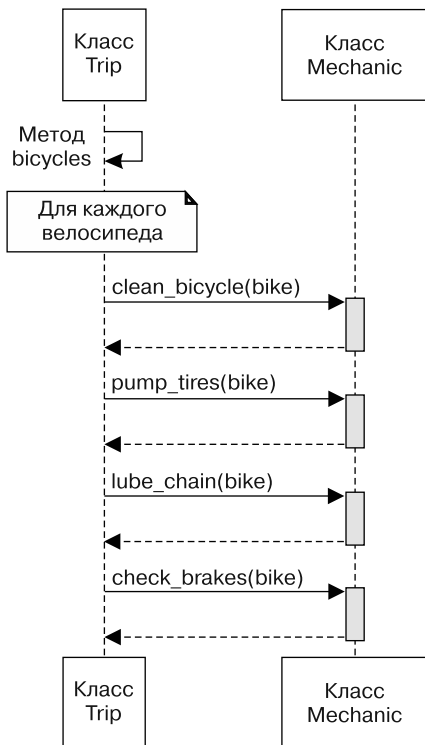 Класс
Trip
Класс
Mechanic
Метод
bicycles
Для каждого
велосипеда
clean_bicycle(bike)
pump_tires(bike)
lube_chain(bike)
check_brakes(bike)
Класс
Trip
Класс
Mechanic